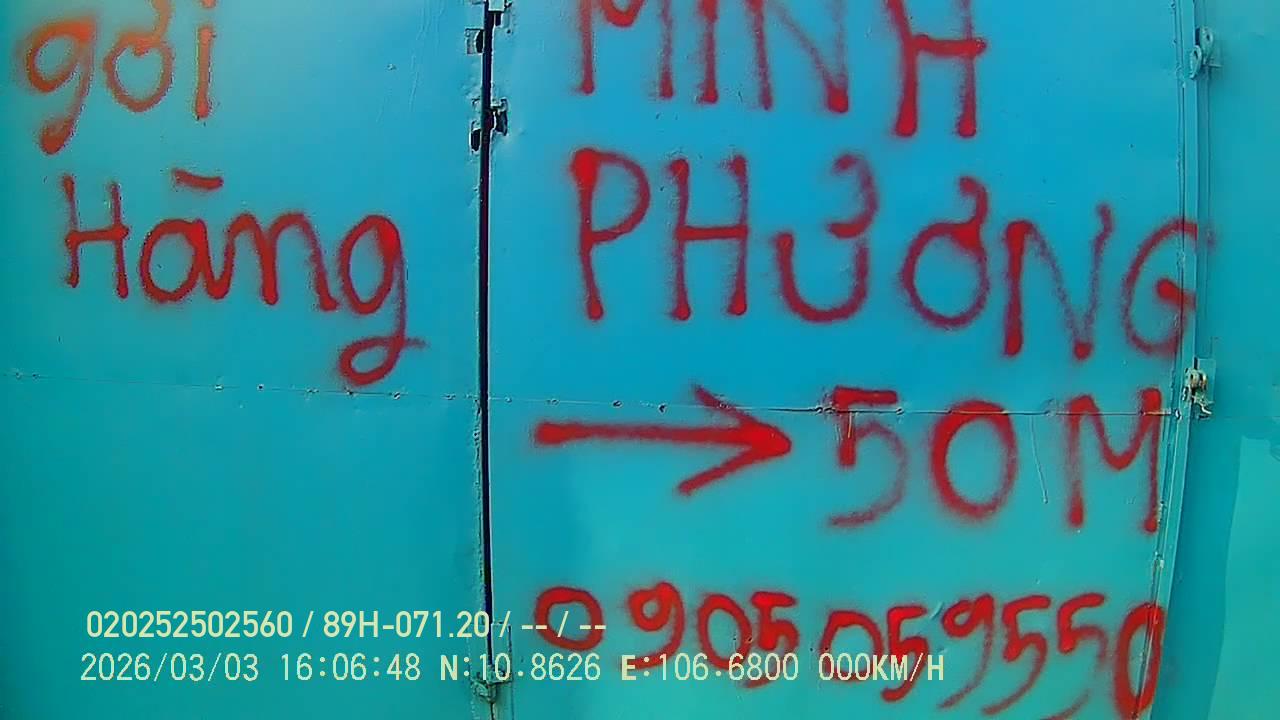 gởi
Hāng
MINH
PHƯƠNG
→ 50M
0905059550
020252502560 / 89H-071.20 / -- / --
2026/03/03 16:06:48 N:10.8626 E:106.6800 000KM/H